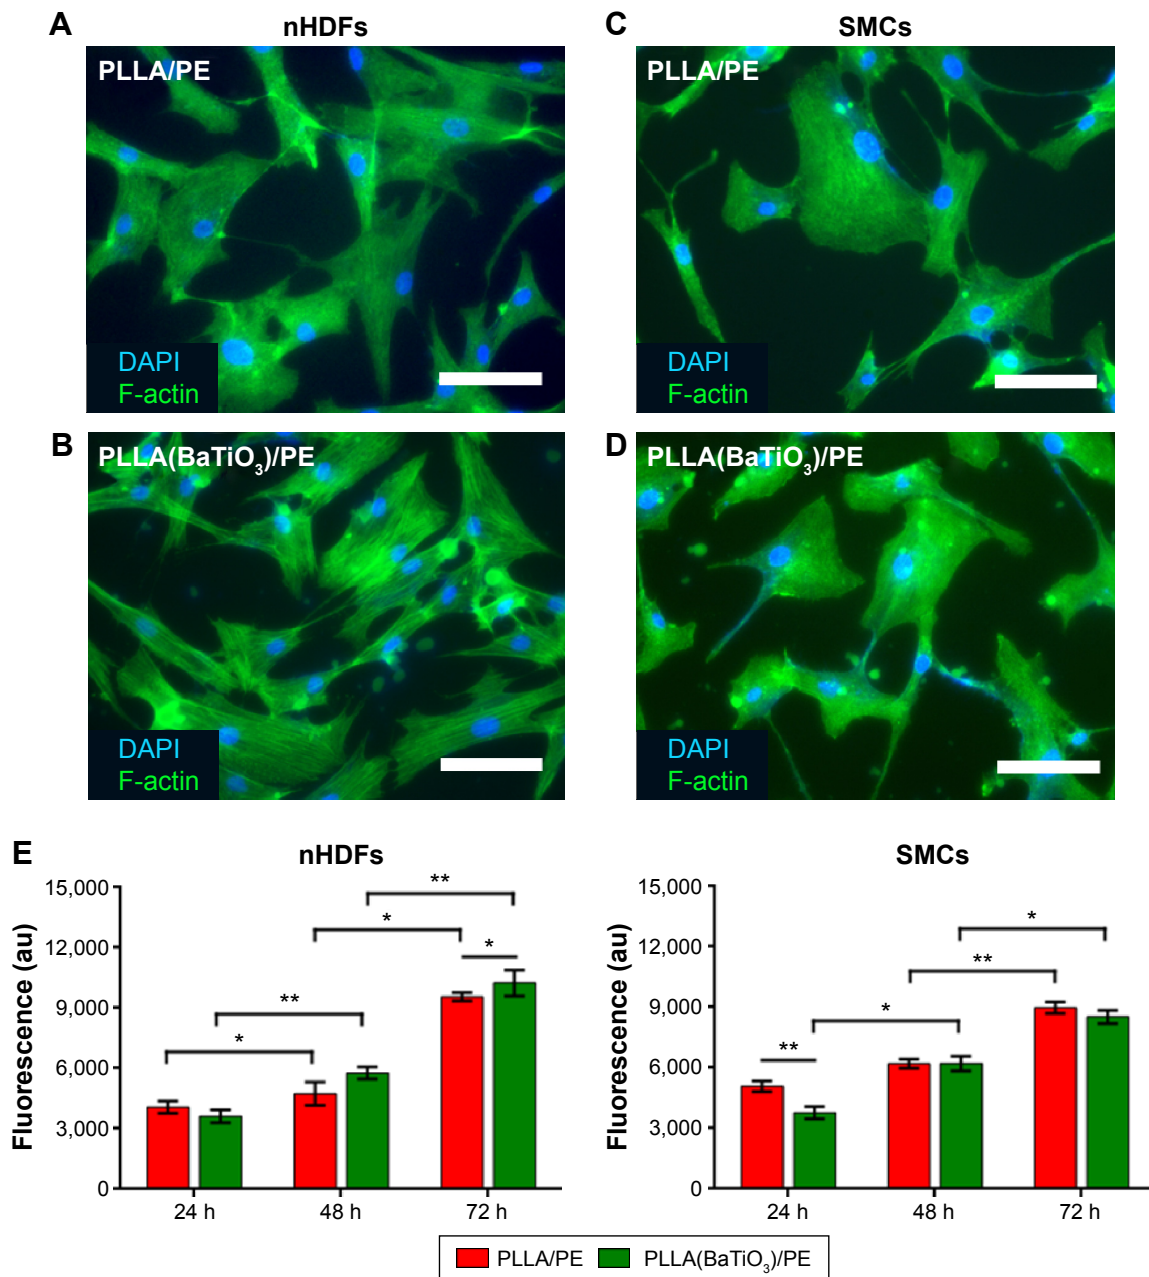 A
nHDFs
PLLA/PE
DAPI
F-actin
C
SMCs
PLLA/PE
DAPI
F-actin
B
PLLA(BaTiO₃)/PE
DAPI
F-actin
D
PLLA(BaTiO₃)/PE
DAPI
F-actin
E
nHDFs
Fluorescence (au)
15,000
12,000
9,000
6,000
3,000
0
**
*
*
**
*
24 h
48 h
72 h
SMCs
Fluorescence (au)
15,000
12,000
9,000
6,000
3,000
0
*
**
*
**
24 h
48 h
72 h
PLLA/PE
PLLA(BaTiO₃)/PE